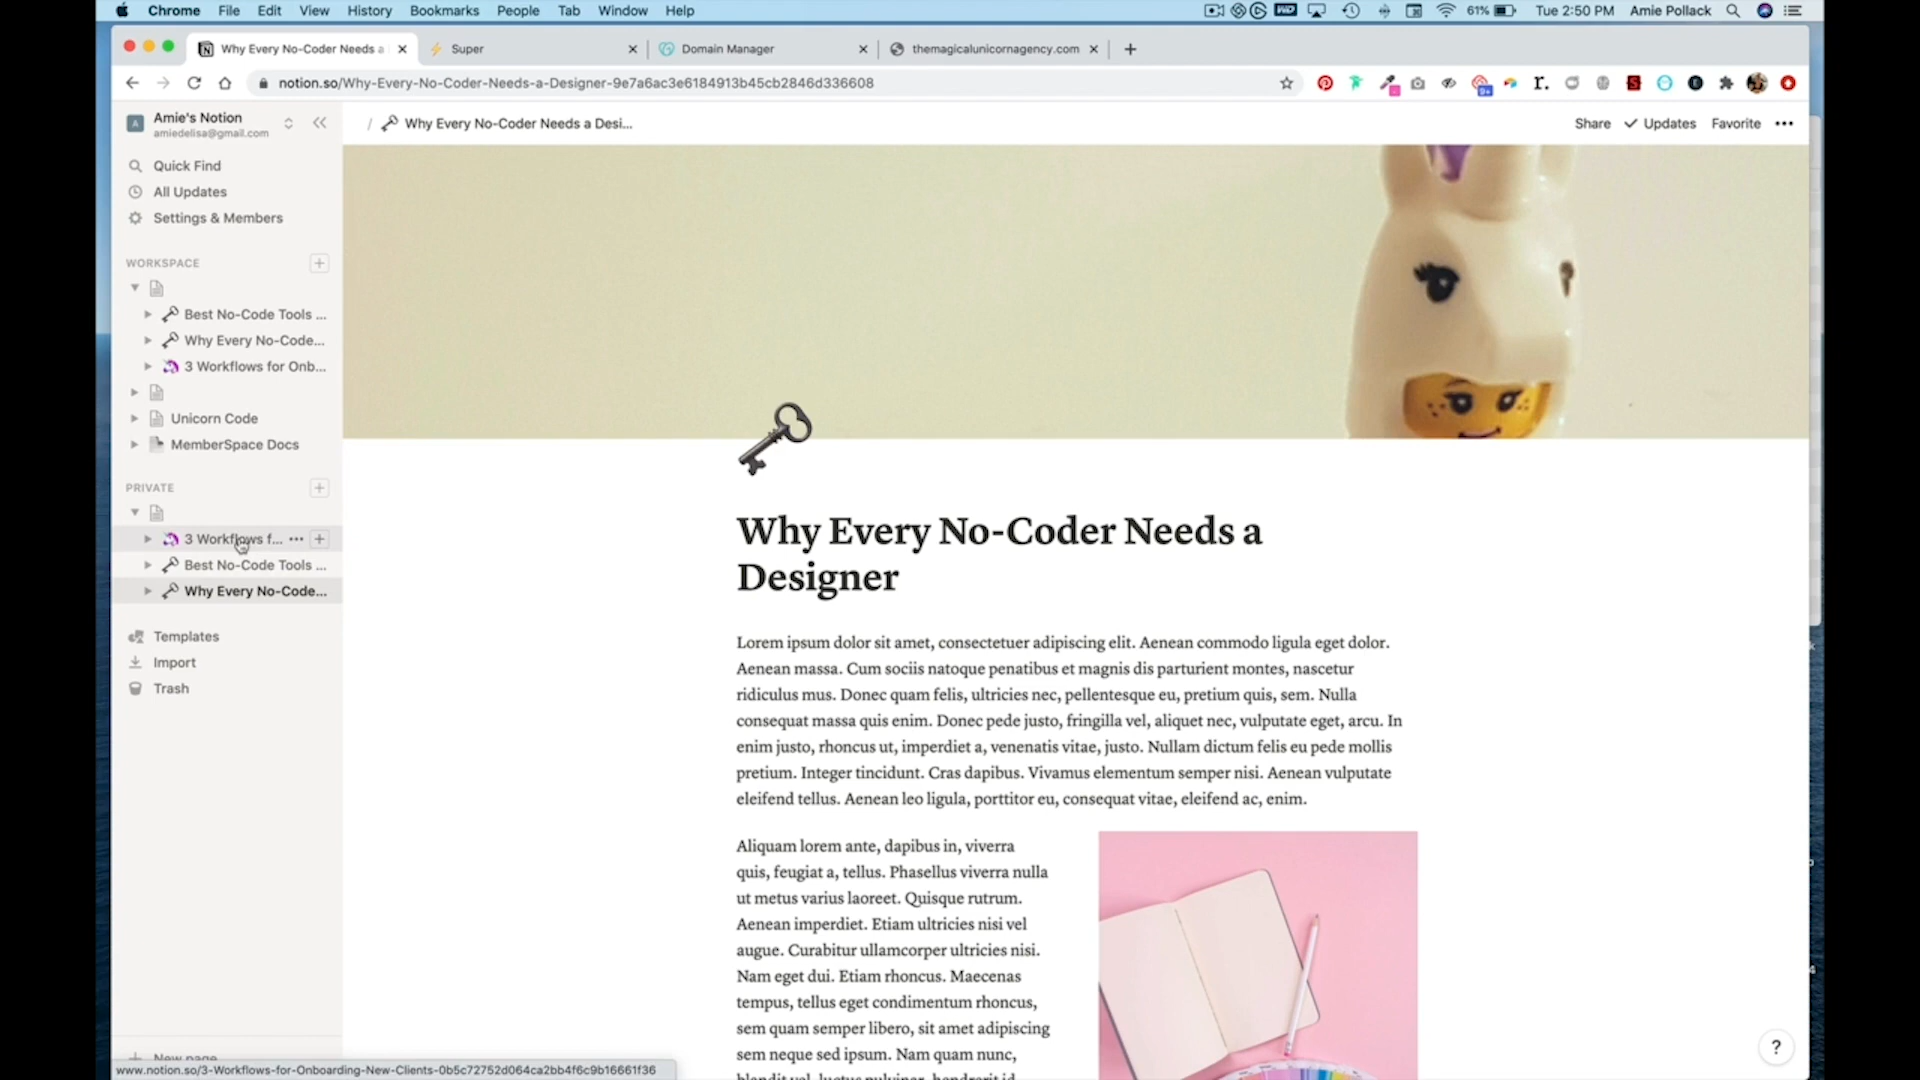 Chrome File Edit View History Bookmarks People Tab Window Help
61% Tue 2:50 PM Amie Pollack
Why Every No-Coder Needs a
Super
Domain Manager
themagicalunicornagency.com
notion.so/Why-Every-No-Coder-Needs-a-Designer-9e7a6ac3e6184913b45cb2846d336608
A
Amie's Notion
amiedelisa@gmail.com
/ Why Every No-Coder Needs a Desi...
Share Updates Favorite •••
Quick Find
All Updates
Settings & Members
WORKSPACE
Best No-Code Tools ...
Why Every No-Code...
3 Workflows for Onb...
Unicorn Code
MemberSpace Docs
PRIVATE
3 Workflows f...
Best No-Code Tools ...
Why Every No-Code...
Templates
Import
Trash
New page
www.notion.so/3-Workflows-for-Onboarding-New-Clients-0b5c72752d064ca2bb4f6c9b16661f36
Why Every No-Coder Needs a
Designer
Lorem ipsum dolor sit amet, consectetuer adipiscing elit. Aenean commodo ligula eget dolor.
Aenean massa. Cum sociis natoque penatibus et magnis dis parturient montes, nascetur
ridiculus mus. Donec quam felis, ultricies nec, pellentesque eu, pretium quis, sem. Nulla
consequat massa quis enim. Donec pede justo, fringilla vel, aliquet nec, vulputate eget, arcu. In
enim justo, rhoncus ut, imperdiet a, venenatis vitae, justo. Nullam dictum felis eu pede mollis
pretium. Integer tincidunt. Cras dapibus. Vivamus elementum semper nisi. Aenean vulputate
eleifend tellus. Aenean leo ligula, porttitor eu, consequat vitae, eleifend ac, enim.
Aliquam lorem ante, dapibus in, viverra
quis, feugiat a, tellus. Phasellus viverra nulla
ut metus varius laoreet. Quisque rutrum.
Aenean imperdiet. Etiam ultricies nisi vel
augue. Curabitur ullamcorper ultricies nisi.
Nam eget dui. Etiam rhoncus. Maecenas
tempus, tellus eget condimentum rhoncus,
sem quam semper libero, sit amet adipiscing
sem neque sed ipsum. Nam quam nunc,
blandit vel, luctus pulvinar, hendrerit id,
?